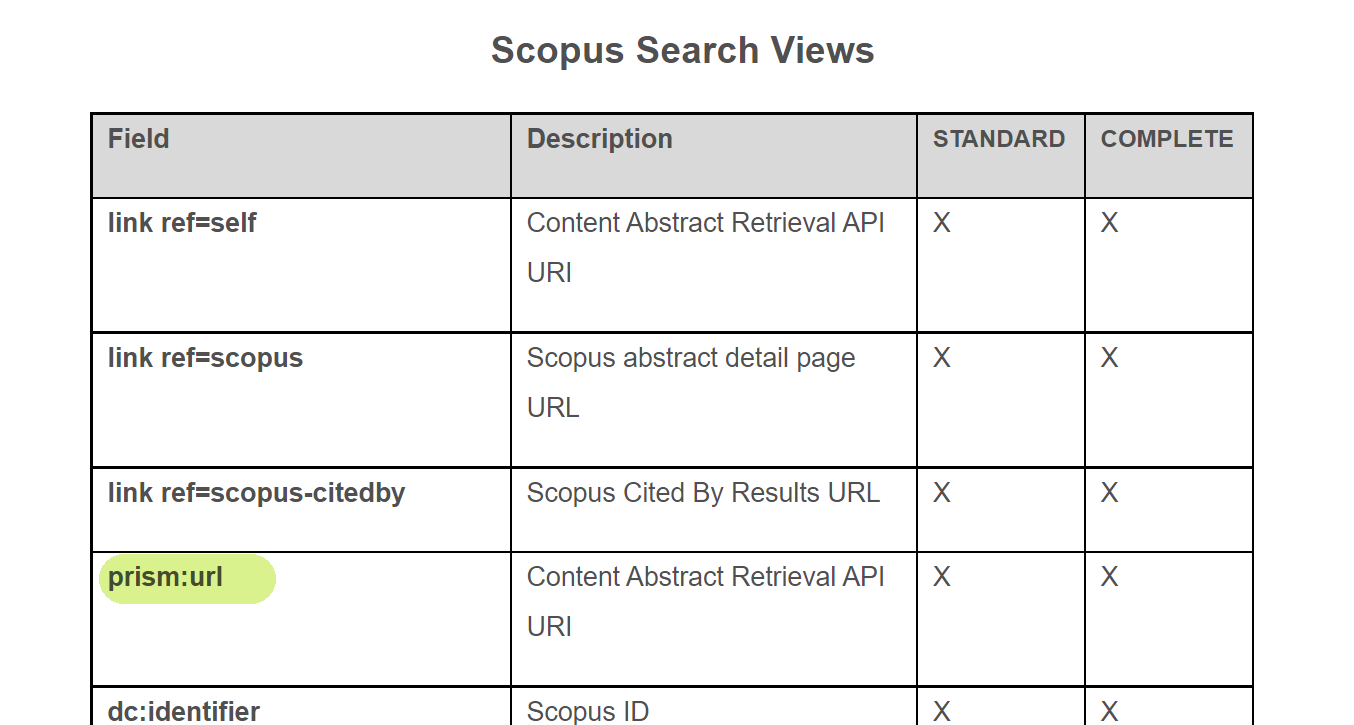 Scopus Search Views
Field Description STANDARD COMPLETE
link ref=self Content Abstract Retrieval API X X
URI
link ref=scopus Scopus abstract detail page X X
URL
link ref=scopus-citedby Scopus Cited By Results URL X X
prism:url Content Abstract Retrieval API X X
URI
dc:identifier Scopus ID X X